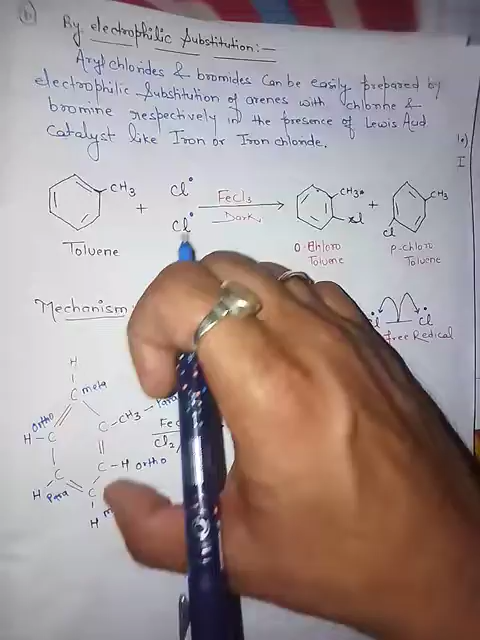 (b) By electrophilic Substitution:-
Aryl chlorides & bromides can be easily prepared by
electrophilic Substitution of arenes with chlorine &
bromine respectively in the presence of Lewis Acid
Catalyst like Iron or Iron chloride.
CH3 + Cl• Cl• FeCl3 Dark CH3 Cl + CH3 Cl
Toluene
O-Chloro Toluene
P-chloro Toluene
Mechanism:
Cl Cl
free Redical
H
C meta
Ortho
H-C C-CH3-
C C-H Ortho
H Para C
H
Cl2/